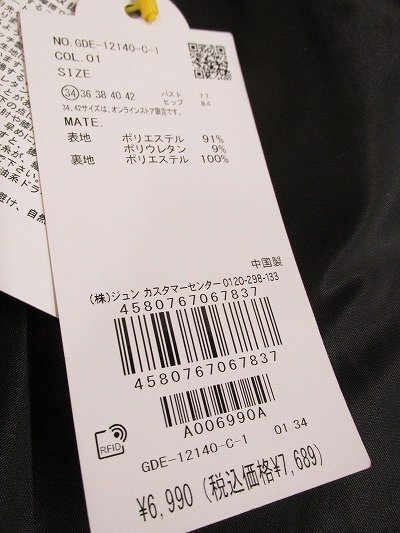 NO.GDE-12140-C-1
COL.01
SIZE
34 36 38 40 42
バスト 77
ヒップ 84
34、42サイズは、オンラインストア限定です。
MATE.
表地 ポリエステル 91%
ポリウレタン 9%
裏地 ポリエステル 100%
中国製
(株)ジュン カスタマーセンター0120-298-133
4580767067837
4580767067837
A006990A
RFID
GDE-12140-C-1 01 34
¥6,990 (税込価格¥7,689)